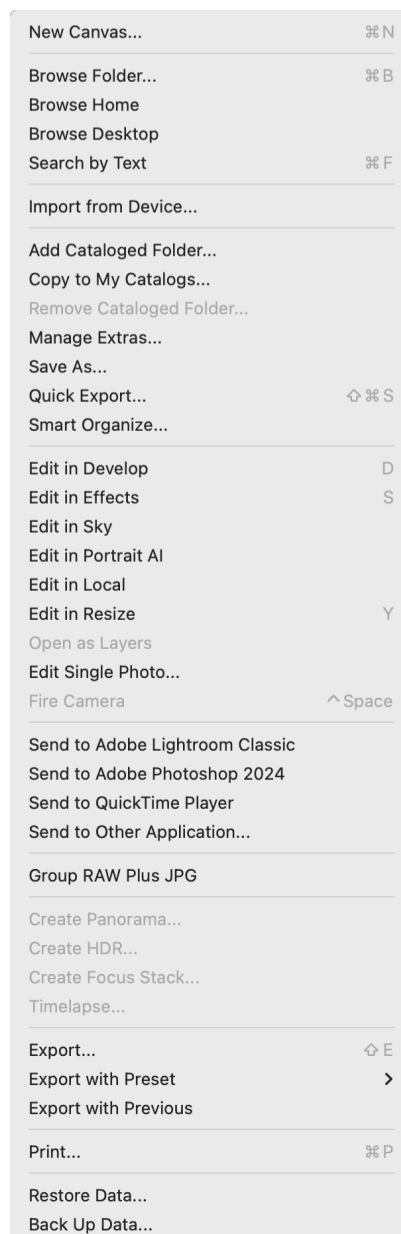 New Canvas... ⌘N
Browse Folder... ⌘B
Browse Home
Browse Desktop
Search by Text ⌘F
Import from Device...
Add Cataloged Folder...
Copy to My Catalogs...
Remove Cataloged Folder...
Manage Extras...
Save As...
Quick Export... ⇧⌘S
Smart Organize...
Edit in Develop D
Edit in Effects S
Edit in Sky
Edit in Portrait AI
Edit in Local
Edit in Resize Y
Open as Layers
Edit Single Photo...
Fire Camera ^Space
Send to Adobe Lightroom Classic
Send to Adobe Photoshop 2024
Send to QuickTime Player
Send to Other Application...
Group RAW Plus JPG
Create Panorama...
Create HDR...
Create Focus Stack...
Timelapse...
Export... ⇧E
Export with Preset
Export with Previous
Print... ⌘P
Restore Data...
Back Up Data...